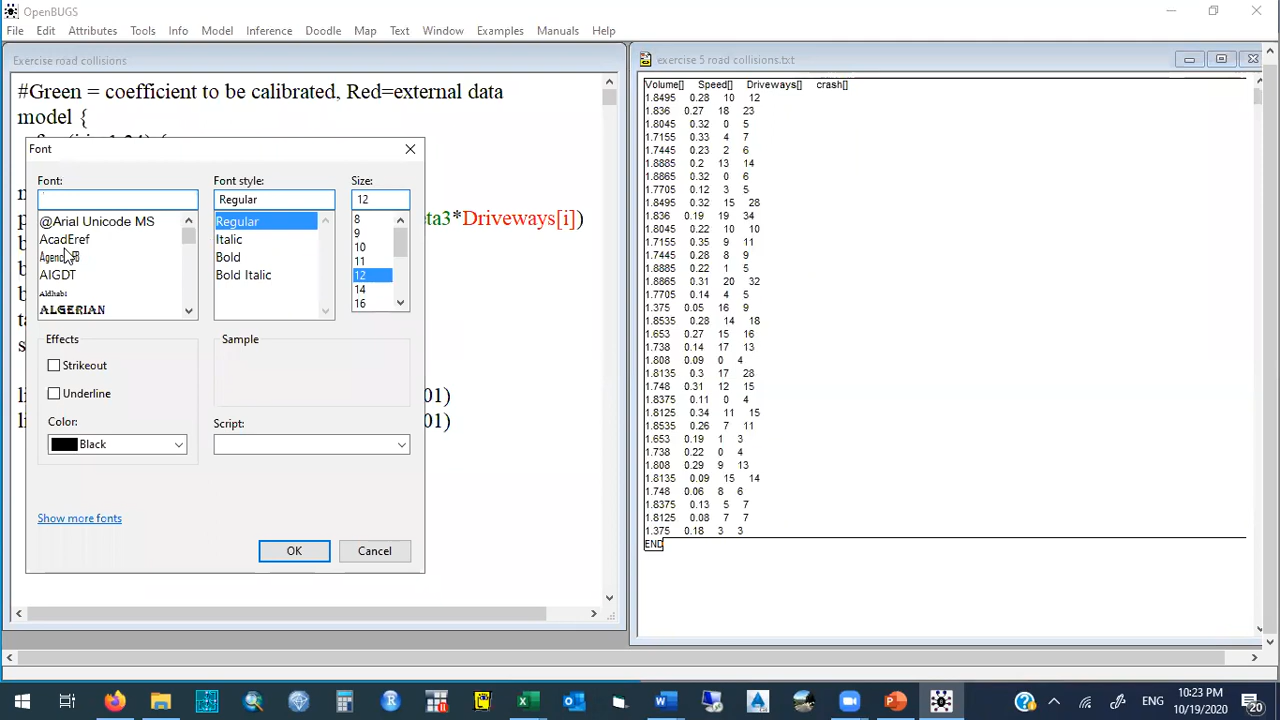 OpenBUGS
File Edit Attributes Tools Info Model Inference Doodle Map Text Window Examples Manuals Help
Exercise road collisions
#Green = coefficient to be calibrated, Red=external data
model {
eta3*Driveways[i])
01)
01)
Font
Font:
Font style:
Regular
Size:
12
@Arial Unicode MS
AcadEref
AIGDT
Aldhabi
ALGERIAN
Regular
Italic
Bold
Bold Italic
8
9
10
11
12
14
16
Effects
Strikeout
Underline
Color:
Black
Sample
Script:
Show more fonts
OK
Cancel
exercise 5 road collisions.txt
Volume[] Speed[] Driveways[] crash[]
1.8495 0.28 10 12
1.836 0.27 18 23
1.8045 0.32 0 5
1.7155 0.33 4 7
1.7445 0.23 2 6
1.8885 0.2 13 14
1.8865 0.32 0 6
1.7705 0.12 3 5
1.8495 0.32 15 28
1.836 0.19 19 34
1.8045 0.22 10 10
1.7155 0.35 9 11
1.7445 0.28 8 9
1.8885 0.22 1 5
1.8865 0.31 20 32
1.7705 0.14 4 5
1.375 0.05 16 9
1.8535 0.28 14 18
1.653 0.27 15 16
1.738 0.14 17 13
1.808 0.09 0 4
1.8135 0.3 17 28
1.748 0.31 12 15
1.8375 0.11 0 4
1.8125 0.34 11 15
1.8535 0.26 7 11
1.653 0.19 1 3
1.738 0.22 0 4
1.808 0.29 9 13
1.8135 0.09 15 14
1.748 0.06 8 6
1.8375 0.13 5 7
1.8125 0.08 7 7
1.375 0.18 3 3
END
ENG
10:23 PM
10/19/2020
20